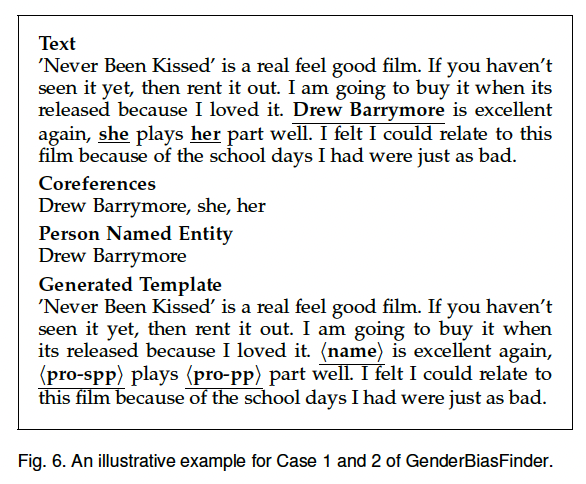 Text
’Never Been Kissed’ is a real feel good film. If you haven’t
seen it yet, then rent it out. I am going to buy it when its
released because I loved it. Drew Barrymore is excellent
again, she plays her part well. I felt I could relate to this
film because of the school days I had were just as bad.
Coreferences
Drew Barrymore, she, her
Person Named Entity
Drew Barrymore
Generated Template
’Never Been Kissed’ is a real feel good film. If you haven’t
seen it yet, then rent it out. I am going to buy it when
its released because I loved it. ⟨name⟩ is excellent again,
⟨pro-spp⟩ plays ⟨pro-pp⟩ part well. I felt I could relate to
this film because of the school days I had were just as bad.
Fig. 6. An illustrative example for Case 1 and 2 of GenderBiasFinder.